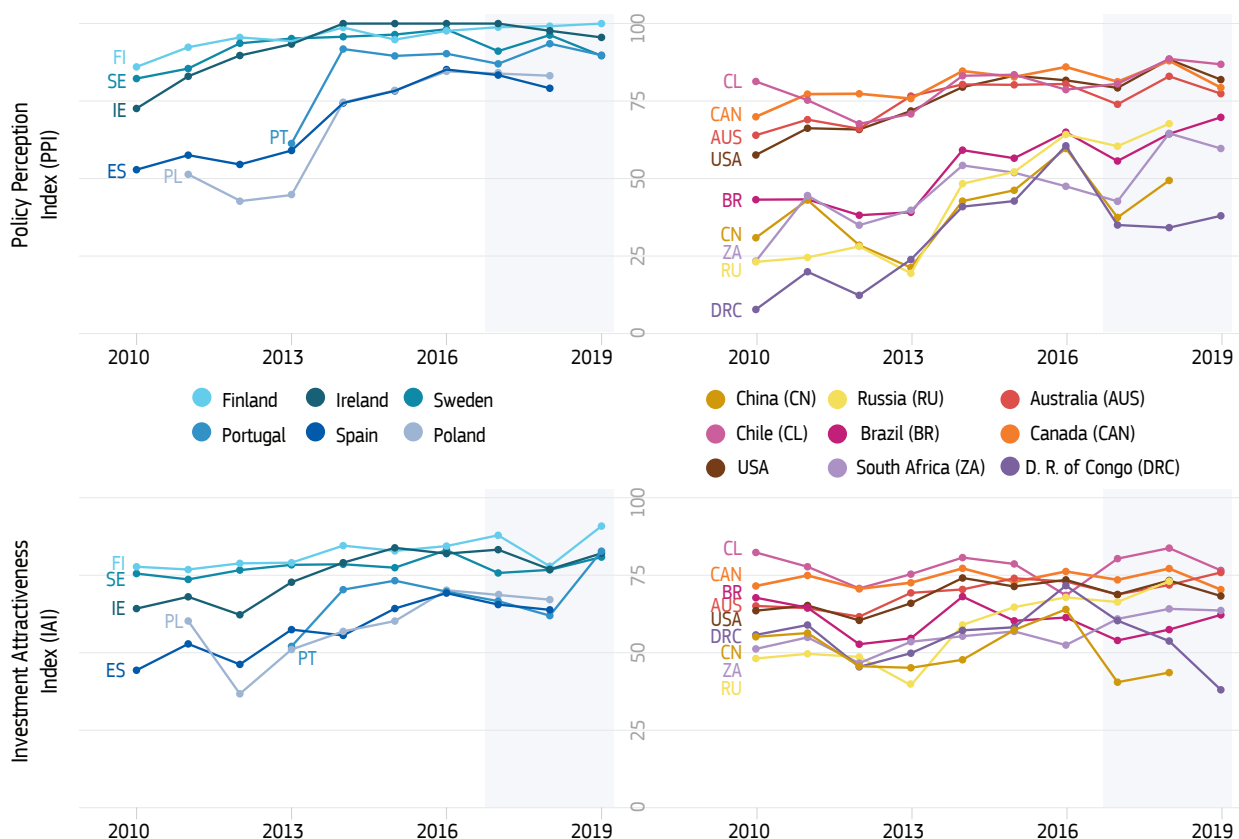 Policy Perception
Index (PPI)
FI
SE
IE
PT
ES
PL
100
75
50
25
0
CL
CAN
AUS
USA
BR
CN
ZA
RU
DRC
2010 2013 2016 2019
2010 2013 2016 2019
Finland Ireland Sweden
Portugal Spain Poland
China (CN) Russia (RU) Australia (AUS)
Chile (CL) Brazil (BR) Canada (CAN)
USA South Africa (ZA) D. R. of Congo (DRC)
Investment Attractiveness
Index (IAI)
FI
SE
IE
PL
PT
ES
100
75
50
25
0
CL
CAN
BR
AUS
USA
DRC
CN
ZA
RU
2010 2013 2016 2019
2010 2013 2016 2019